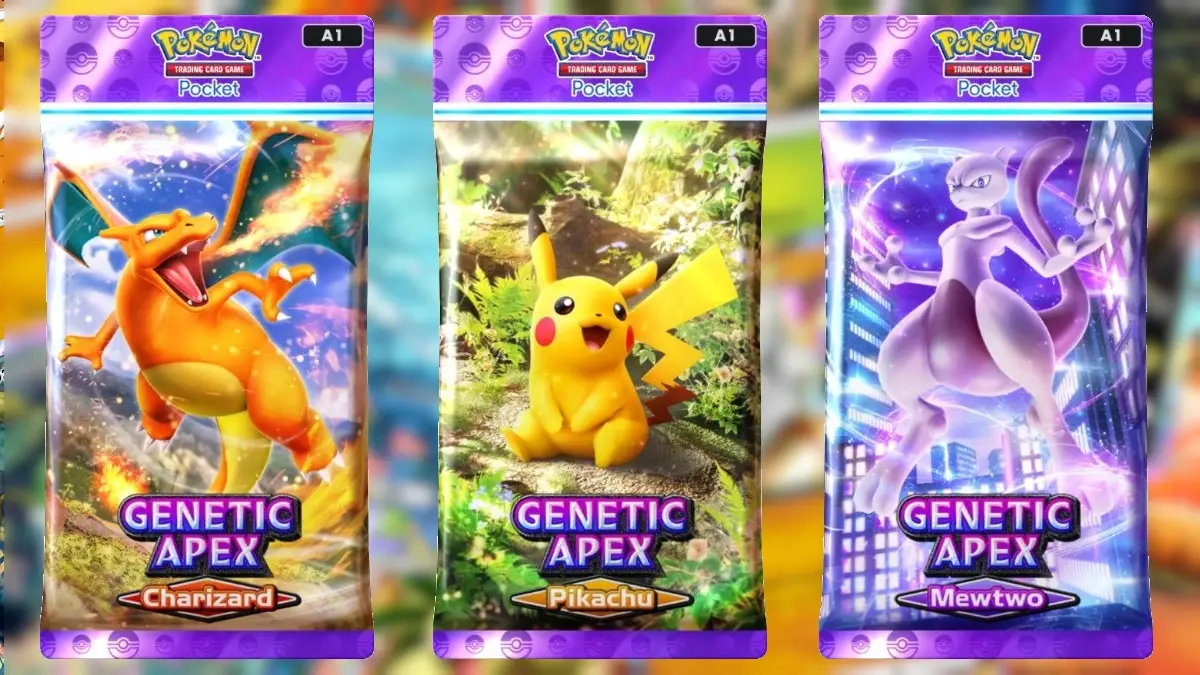 Pokémon
TRADING CARD GAME
Pocket
A1
GENETIC
APEX
Charizard
Pokémon
TRADING CARD GAME
Pocket
A1
GENETIC
APEX
Pikachu
Pokémon
TRADING CARD GAME
Pocket
A1
GENETIC
APEX
Mewtwo